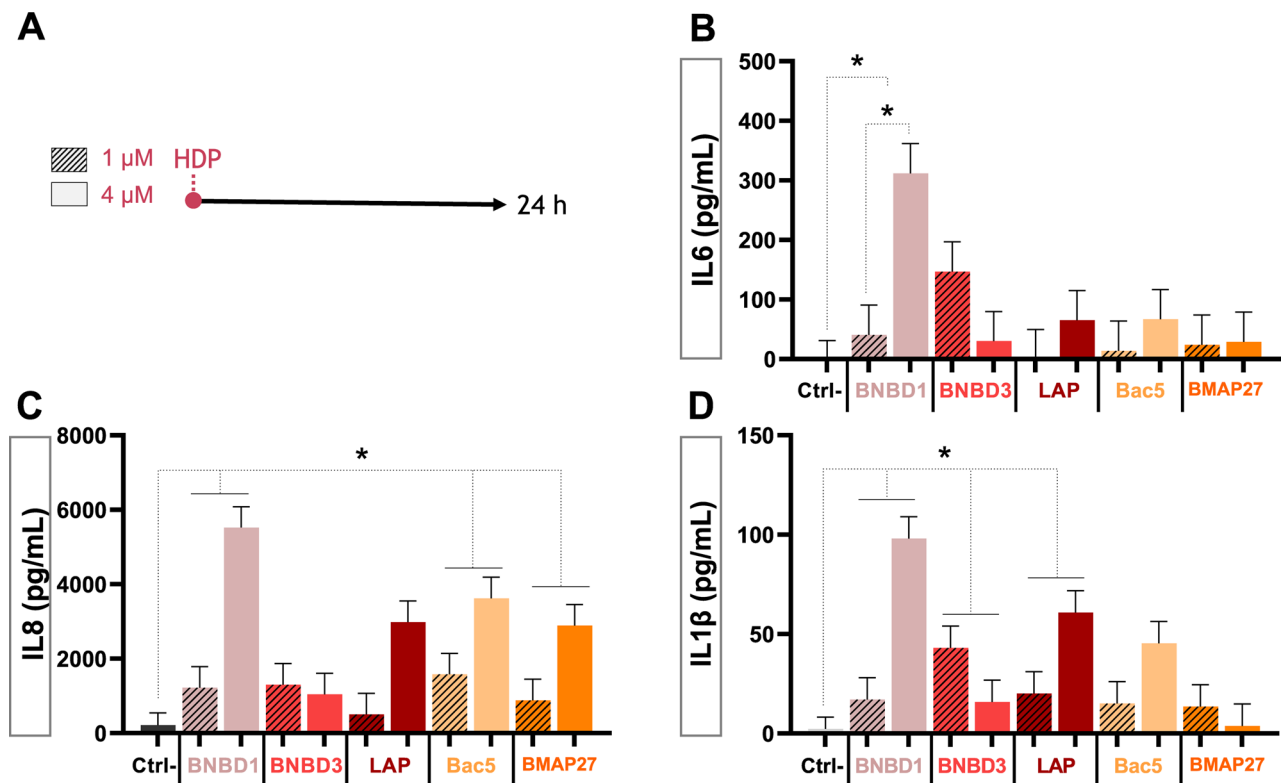 A
1 μM HDP
4 μM
24 h
B
IL6 (pg/mL)
500
400
300
200
100
0
*
*
Ctrl- BNBD1 BNBD3 LAP Bac5 BMAP27
C
IL8 (pg/mL)
8000
6000
4000
2000
0
*
Ctrl- BNBD1 BNBD3 LAP Bac5 BMAP27
D
IL1β (pg/mL)
150
100
50
0
*
Ctrl- BNBD1 BNBD3 LAP Bac5 BMAP27